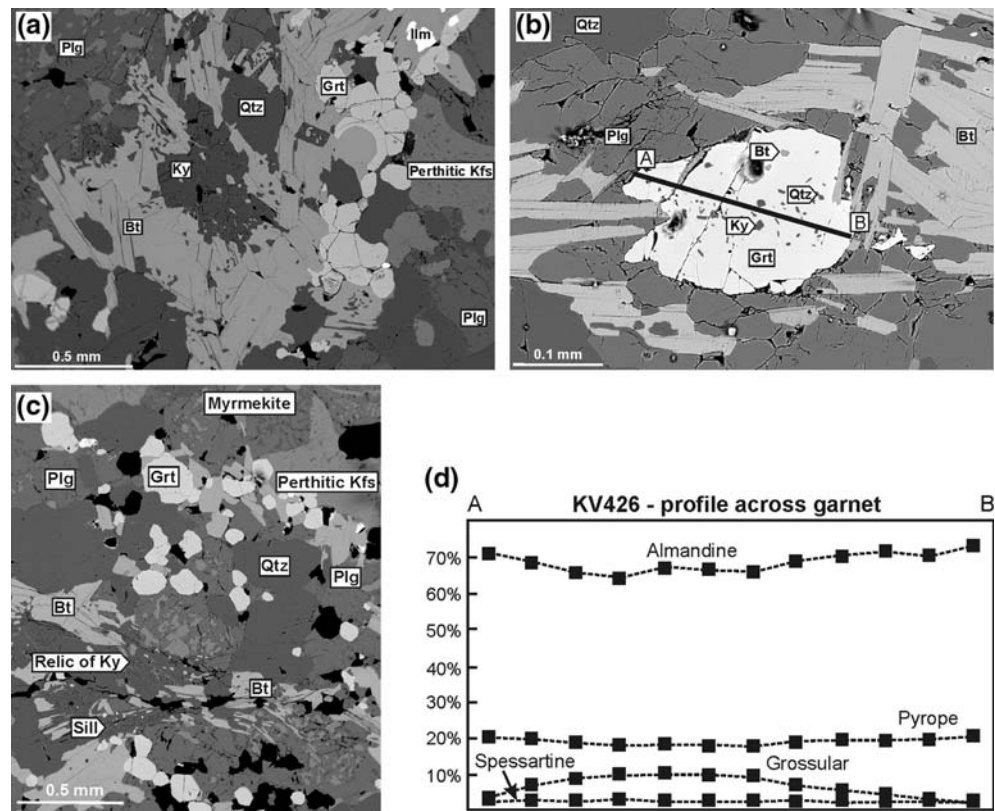 (a)
Plg
Ilm
Grt
Qtz
Ky
Perthitic Kfs
Bt
Plg
0.5 mm
(b)
Qtz
Plg
Bt
Bt
A
Qtz
B
Ky
Grt
0.1 mm
(c)
Myrmekite
Plg
Grt
Perthitic Kfs
Qtz
Plg
Bt
Relic of Ky
Bt
Sill
0.5 mm
(d)
A KV426 - profile across garnet B
70%
Almandine
60%
50%
40%
30%
Pyrope
20%
Spessartine
Grossular
10%